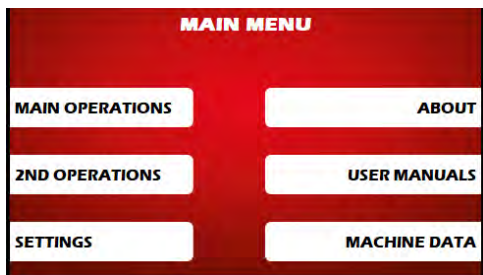 MAIN MENU
MAIN OPERATIONS
ABOUT
2ND OPERATIONS
USER MANUALS
SETTINGS
MACHINE DATA